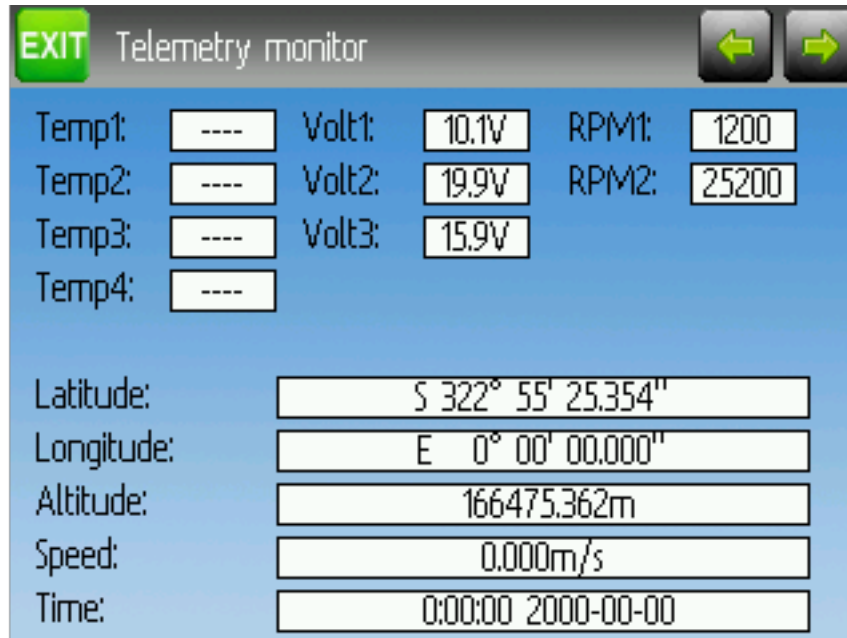 EXIT Telemetry monitor
Temp1: ---- Volt1: 10.1V RPM1: 1200
Temp2: ---- Volt2: 19.9V RPM2: 25200
Temp3: ---- Volt3: 15.9V
Temp4: ----
Latitude: S 322° 55' 25.354"
Longitude: E 0° 00' 00.000"
Altitude: 166475.362m
Speed: 0.000m/s
Time: 0:00:00 2000-00-00